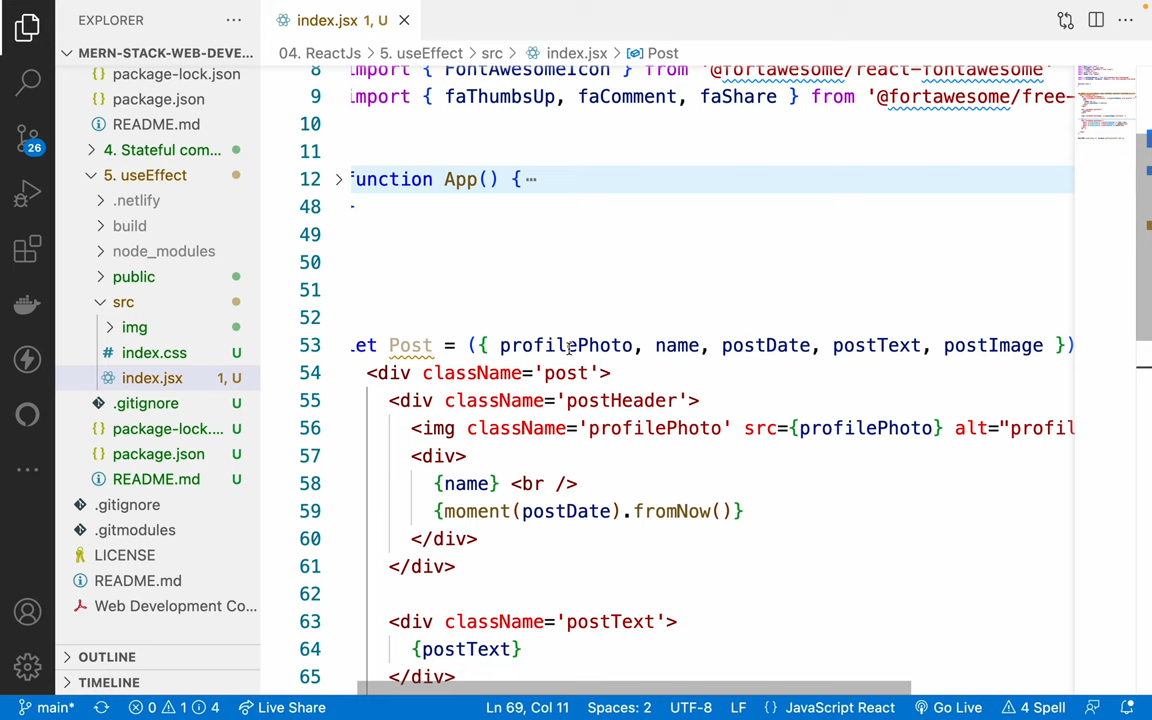 EXPLORER
MERN-STACK-WEB-DEVE...
{} package-lock.json
{} package.json
README.md
4. Stateful com...
5. useEffect
.netlify
build
node_modules
public
src
img
# index.css U
index.jsx 1, U
.gitignore U
{} package-lock.... U
{} package.json U
README.md U
.gitignore
.gitmodules
LICENSE
README.md
Web Development Co...
OUTLINE
TIMELINE
26
index.jsx 1, U
04. ReactJs > 5. useEffect > src > index.jsx > Post
8 import { FontAwesomeIcon } from '@fortawesome/react-fontawesome'
9 import { faThumbsUp, faComment, faShare } from '@fortawesome/free-
10
11
12 function App() {
48
49
50
51
52
53 let Post = ({ profilePhoto, name, postDate, postText, postImage })
54 <div className='post'>
55 <div className='postHeader'>
56 <img className='profilePhoto' src={profilePhoto} alt="profil
57 <div>
58 {name} <br />
59 {moment(postDate).fromNow()}
60 </div>
61 </div>
62
63 <div className='postText'>
64 {postText}
65 </div>
main* 0 1 4 Live Share Ln 69, Col 11 Spaces: 2 UTF-8 LF {} JavaScript React Go Live 4 Spell